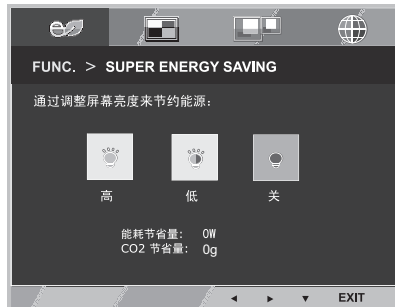 FUNC. > SUPER ENERGY SAVING
通过调整屏幕亮度来节约能源：
高 低 关
能耗节省量： 0W
CO2 节省量： 0g
EXIT